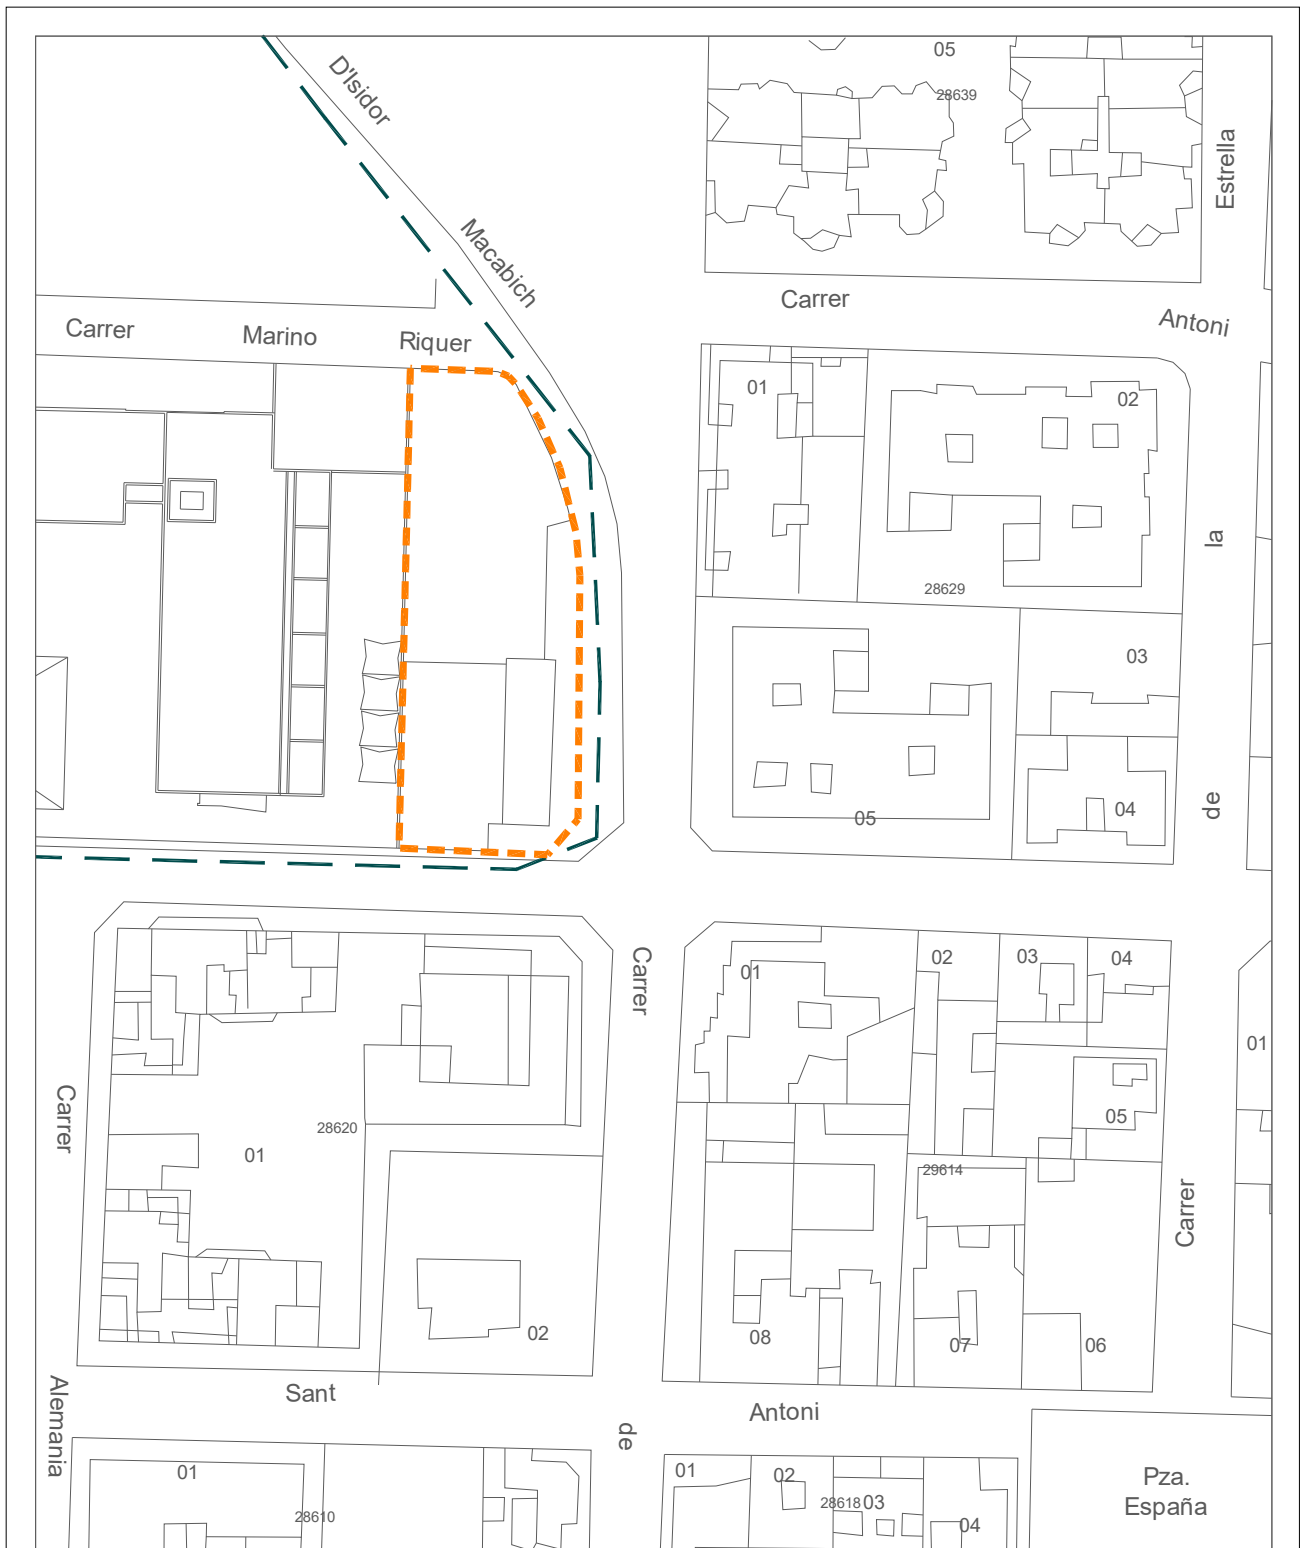 05
D'Isidor
28639
Estrella
Macabich
Carrer
Antoni
Carrer
Marino
Riquer
01
02
la
28629
03
de
04
05
Carrer
01
02
03
04
01
Carrer
05
28620
01
29614
Carrer
02
08
07
06
Alemania
Sant
Antoni
de
01
01
02
Pza.
España
28618
03
28610
04